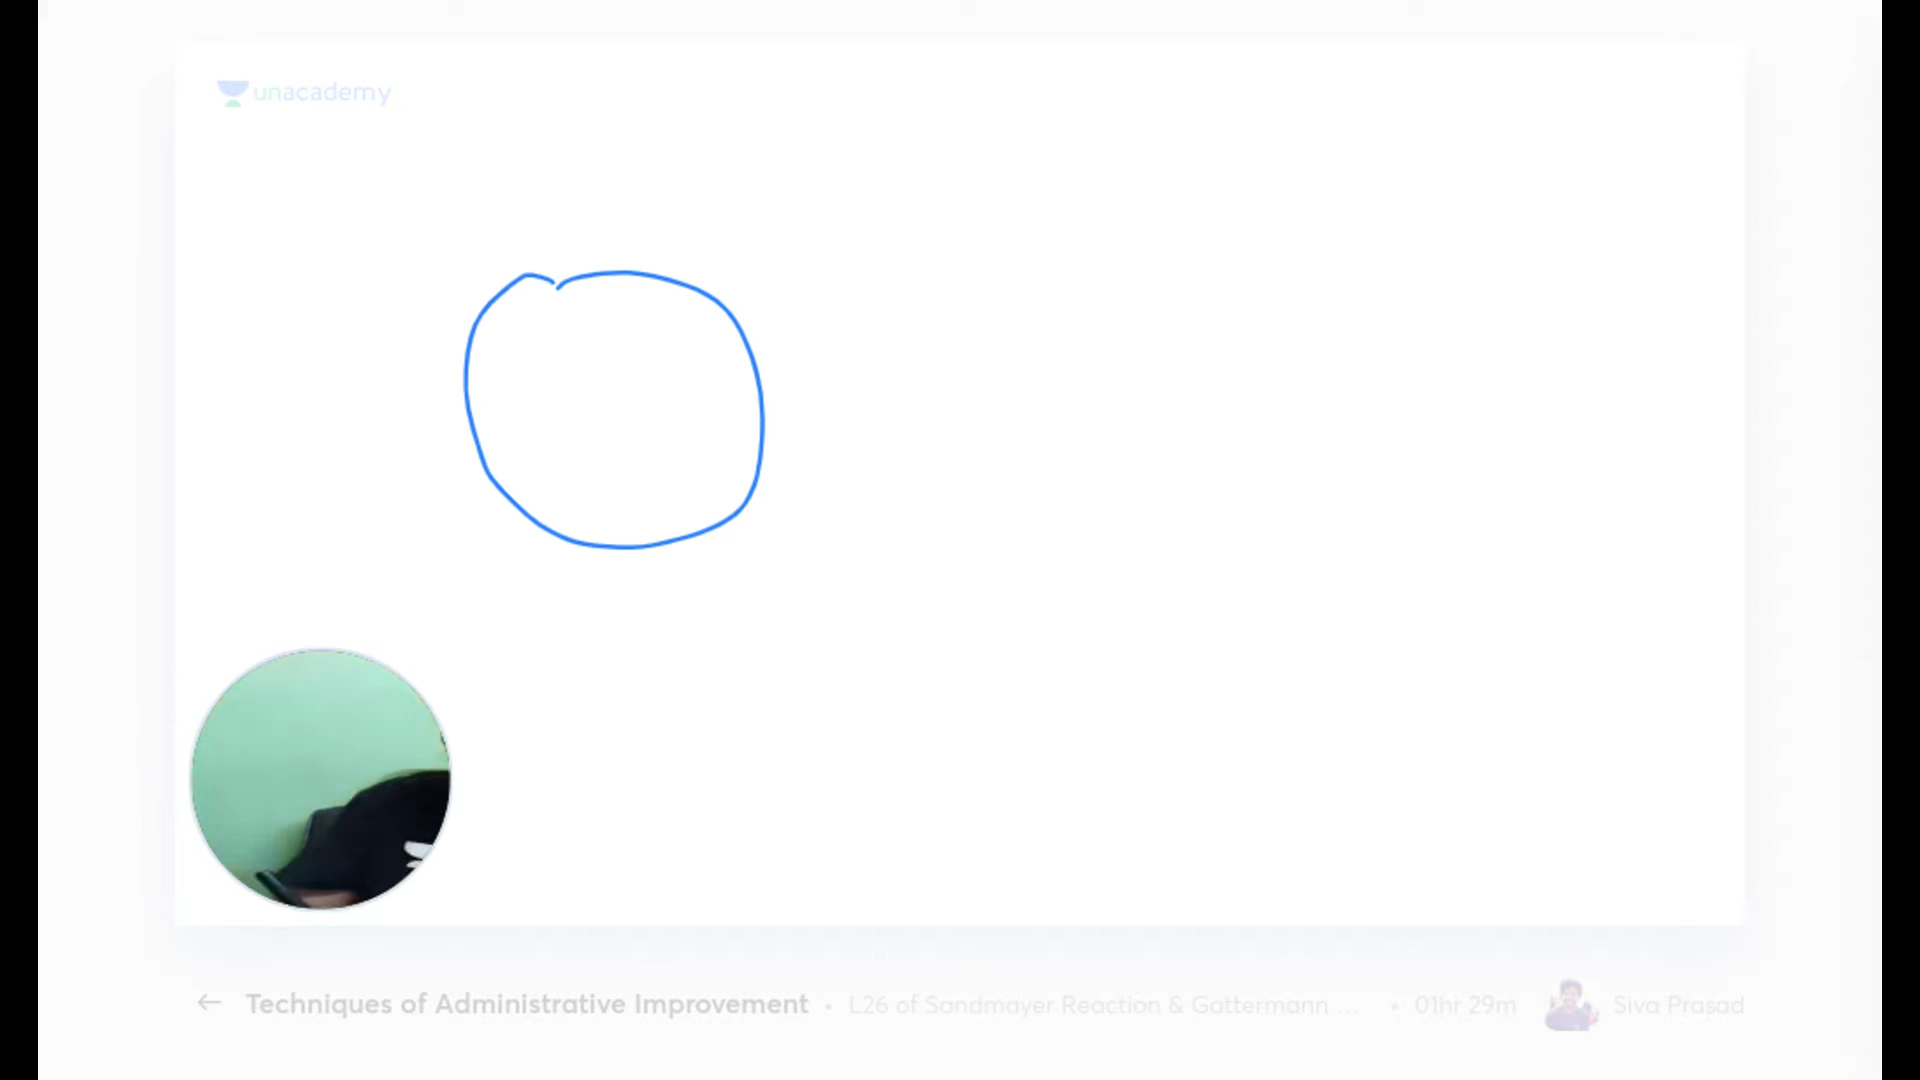 unacademy
Techniques of Administrative Improvement • L26 of Sandmayer Reaction & Gattermann ... • 01hr 29m Siva Prasad